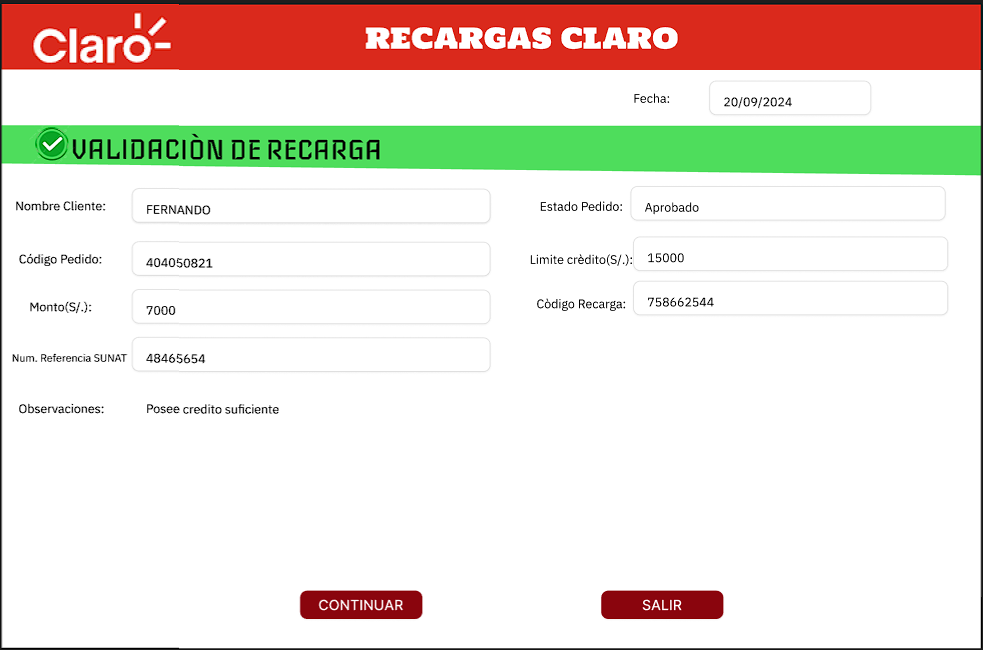 Claro
RECARGAS CLARO
Fecha: 20/09/2024
VALIDACIÒN DE RECARGA
Nombre Cliente: FERNANDO
Estado Pedido: Aprobado
Código Pedido: 404050821
Limite crèdito(S/.): 15000
Monto(S/.): 7000
Còdigo Recarga: 758662544
Num. Referencia SUNAT 48465654
Observaciones: Posee credito suficiente
CONTINUAR
SALIR